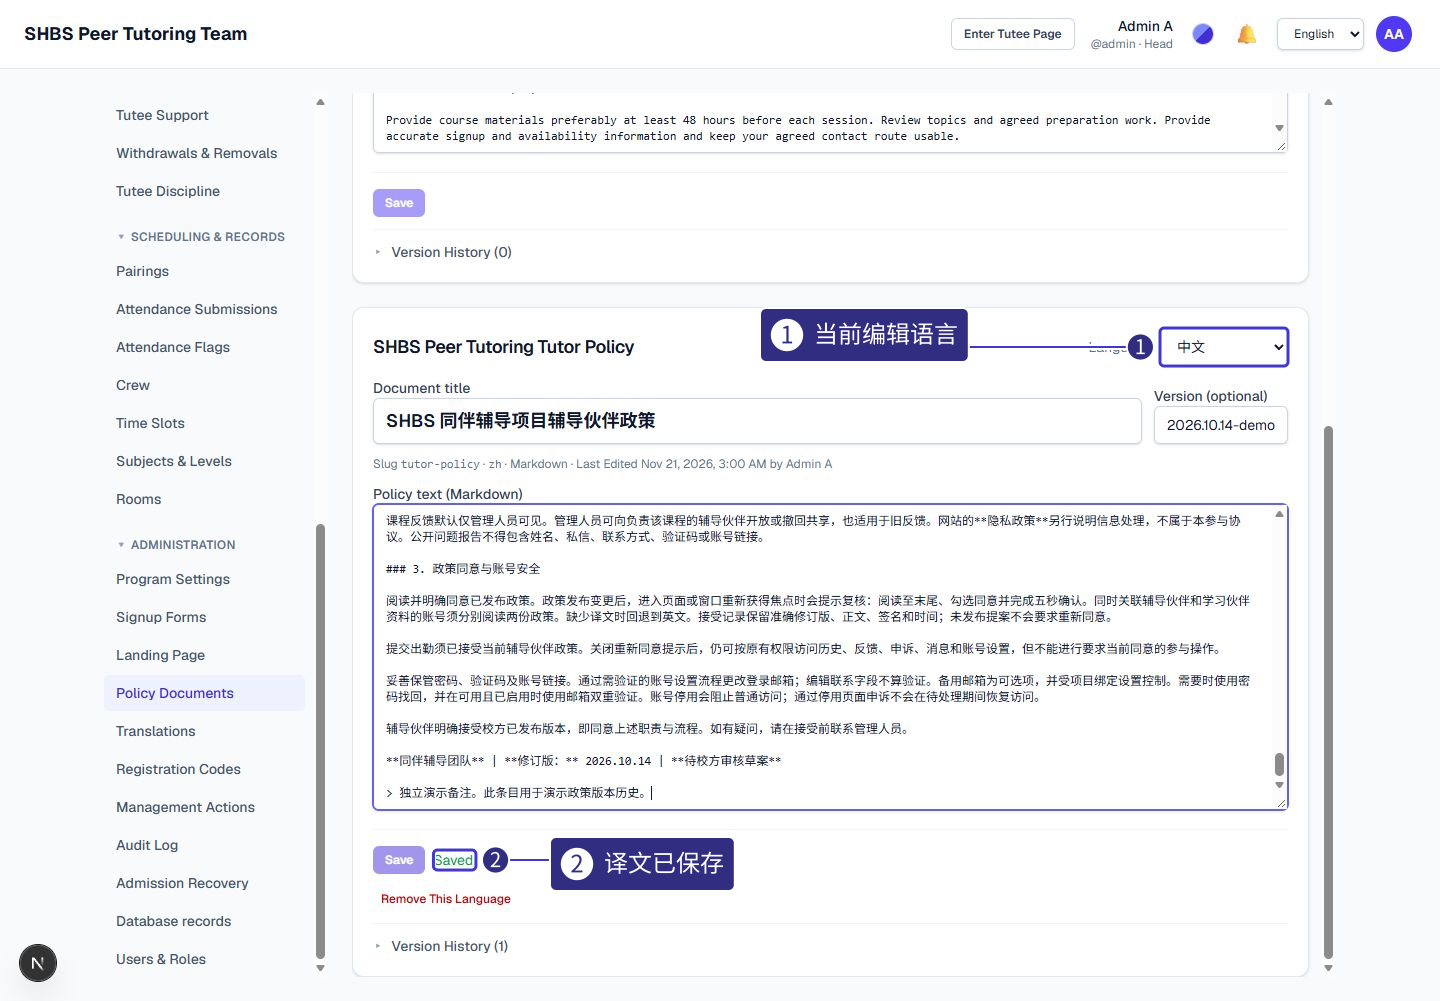 SHBS Peer Tutoring Team
Enter Tutee Page
Admin A
@admin · Head
English
AA
Tutee Support
Withdrawals & Removals
Tutee Discipline
SCHEDULING & RECORDS
Pairings
Attendance Submissions
Attendance Flags
Crew
Time Slots
Subjects & Levels
Rooms
ADMINISTRATION
Program Settings
Signup Forms
Landing Page
Policy Documents
Translations
Registration Codes
Management Actions
Audit Log
Admission Recovery
Database records
Users & Roles
N
Provide course materials preferably at least 48 hours before each session. Review topics and agreed preparation work. Provide
accurate signup and availability information and keep your agreed contact route usable.
Save
Version History (0)
SHBS Peer Tutoring Tutor Policy
1 当前编辑语言
1
中文
Document title
Version (optional)
SHBS 同伴辅导项目辅导伙伴政策
2026.10.14-demo
Slug tutor-policy · zh · Markdown · Last Edited Nov 21, 2026, 3:00 AM by Admin A
Policy text (Markdown)
课程反馈默认仅管理人员可见。管理人员可向负责该课程的辅导伙伴开放或撤回共享，也适用于旧反馈。网站的**隐私政策**另行说明信息处理，不属于本参与协
议。公开问题报告不得包含姓名、私信、联系方式、验证码或账号链接。
### 3. 政策同意与账号安全
阅读并明确同意已发布政策。政策发布变更后，进入页面或窗口重新获得焦点时会提示复核：阅读至末尾、勾选同意并完成五秒确认。同时关联辅导伙伴和学习伙伴
资料的账号须分别阅读两份政策。缺少译文时回退到英文。接受记录保留准确修订版、正文、签名和时间；未发布提案不会要求重新同意。
提交出勤须已接受当前辅导伙伴政策。关闭重新同意提示后，仍可按原有权限访问历史、反馈、申诉、消息和账号设置，但不能进行要求当前同意的参与操作。
妥善保管密码、验证码及账号链接。通过需验证的账号设置流程更改登录邮箱；编辑联系字段不算验证。备用邮箱为可选项，并受项目绑定设置控制。需要时使用密
码找回，并在可用且已启用时使用邮箱双重验证。账号停用会阻止普通访问；通过停用页面申诉不会在待处理期间恢复访问。
辅导伙伴明确接受校方已发布版本，即同意上述职责与流程。如有疑问，请在接受前联系管理人员。
**同伴辅导团队** | **修订版：** 2026.10.14 | **待校方审核草案**
> 独立演示备注。此条目用于演示政策版本历史。
Save
Saved
2
2 译文已保存
Remove This Language
Version History (1)